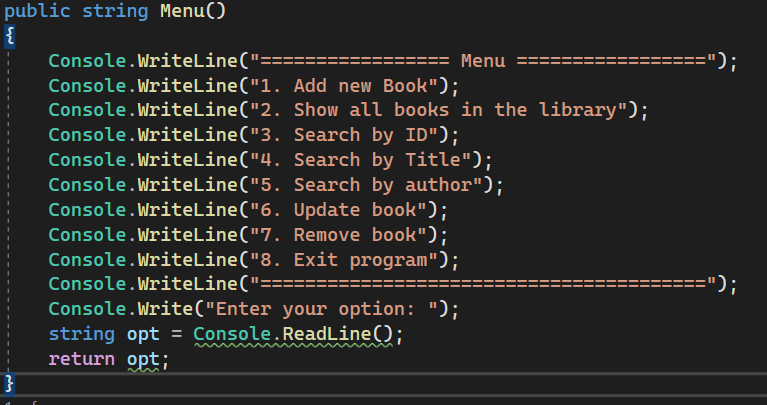 public string Menu()
{
    Console.WriteLine("================= Menu =================");
    Console.WriteLine("1. Add new Book");
    Console.WriteLine("2. Show all books in the library");
    Console.WriteLine("3. Search by ID");
    Console.WriteLine("4. Search by Title");
    Console.WriteLine("5. Search by author");
    Console.WriteLine("6. Update book");
    Console.WriteLine("7. Remove book");
    Console.WriteLine("8. Exit program");
    Console.WriteLine("========================================");
    Console.Write("Enter your option: ");
    string opt = Console.ReadLine();
    return opt;
}